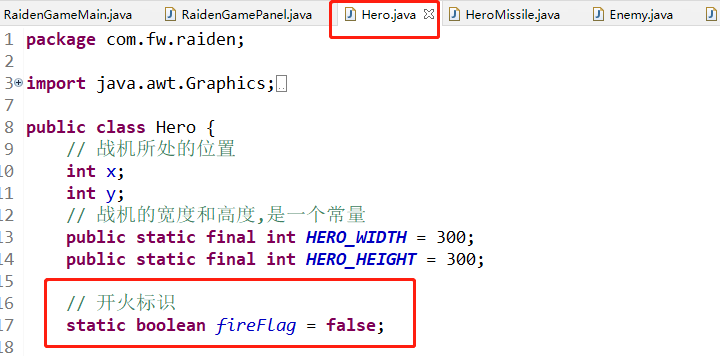 RaidenGameMain.java RaidenGamePanel.java Hero.java HeroMissile.java Enemy.java
1 package com.fw.raiden;
2
3 import java.awt.Graphics;
7
8 public class Hero {
9 // 战机所处的位置
10 int x;
11 int y;
12 // 战机的宽度和高度,是一个常量
13 public static final int HERO_WIDTH = 300;
14 public static final int HERO_HEIGHT = 300;
15
16 // 开火标识
17 static boolean fireFlag = false;
18